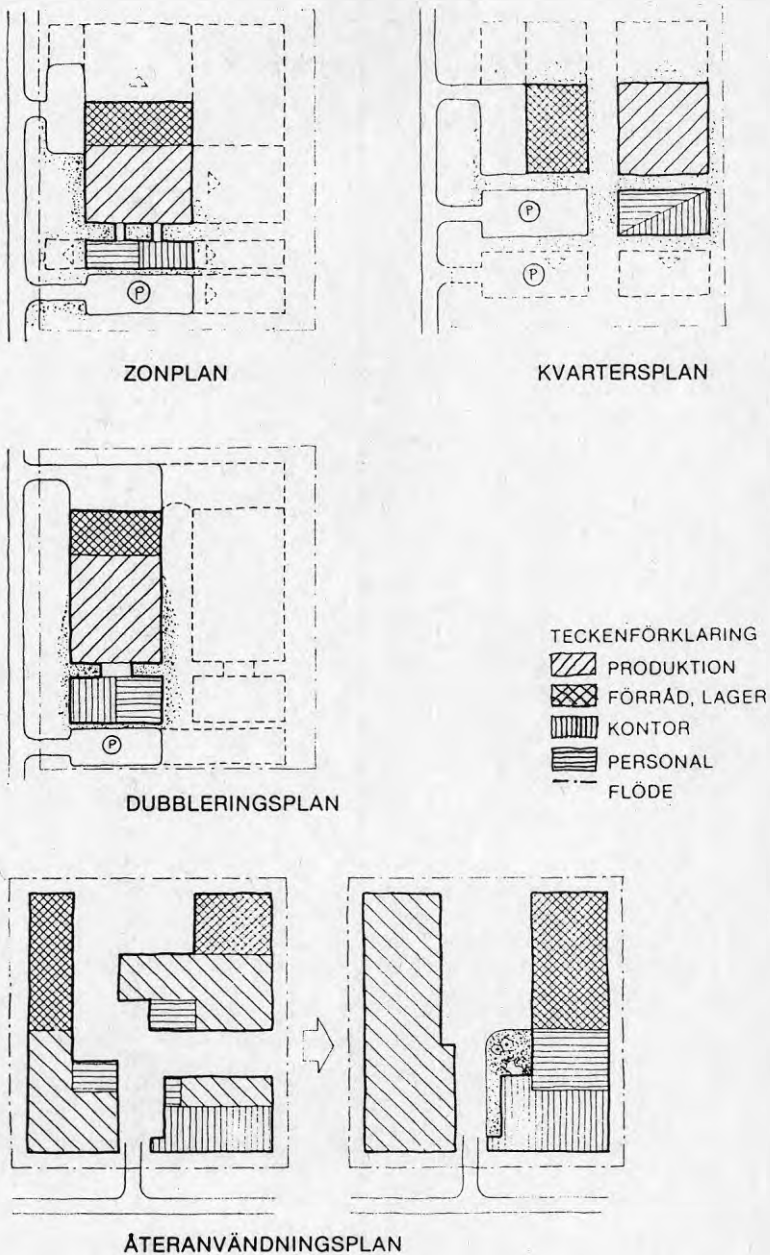 P
ZONPLAN
P
P
KVARTERSPLAN
P
DUBBLERINGSPLAN
TECKENFÖRKLARING
PRODUKTION
FÖRRÅD, LAGER
KONTOR
PERSONAL
FLÖDE
ÅTERANVÄNDNINGSPLAN